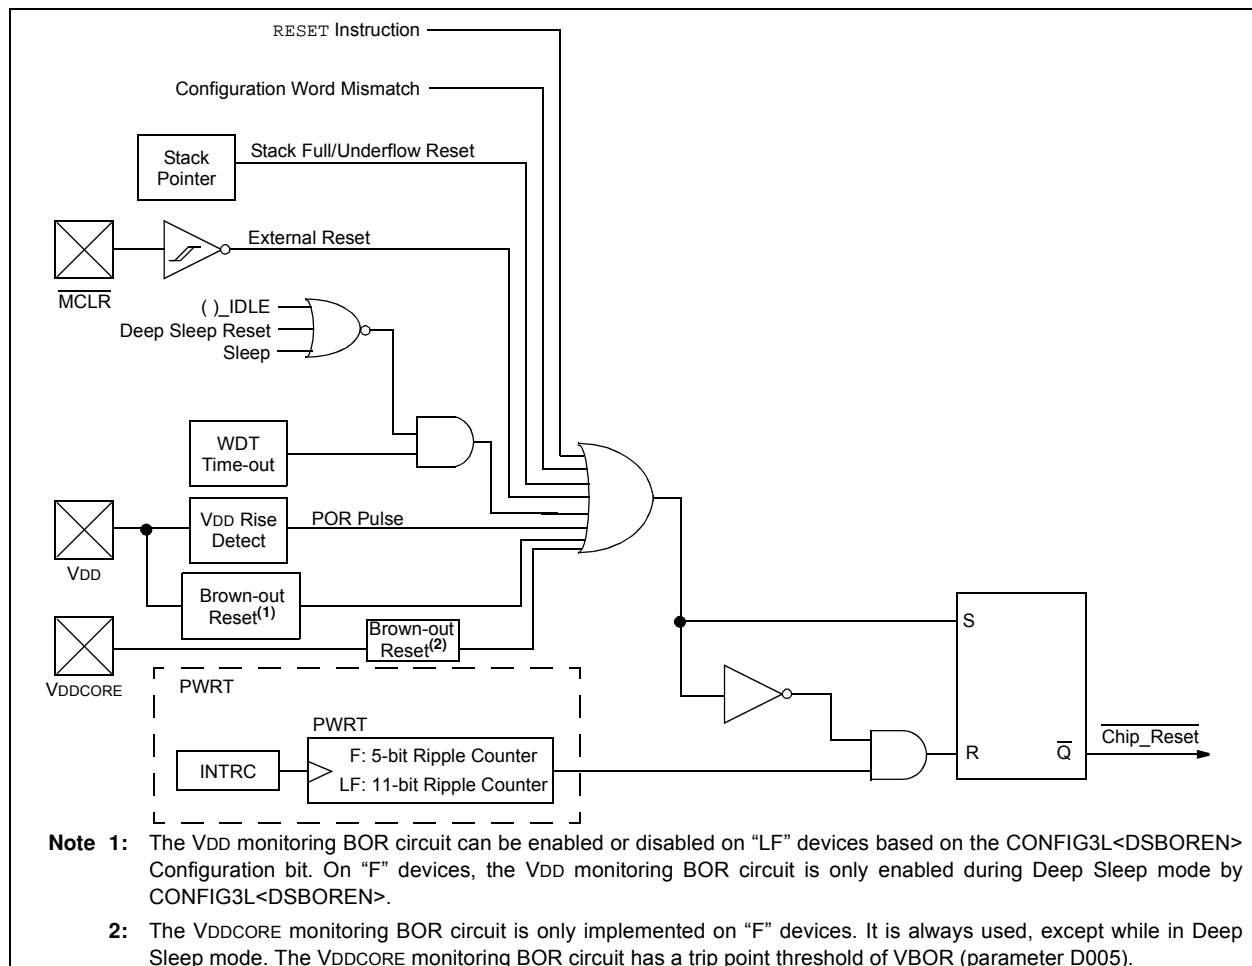 RESET Instruction
Configuration Word Mismatch
Stack
Pointer
Stack Full/Underflow Reset
External Reset
MCLR
( )_IDLE
Deep Sleep Reset
Sleep
WDT
Time-out
VDD Rise
Detect
POR Pulse
VDD
Brown-out
Reset(1)
Brown-out
Reset(2)
VDDCORE
PWRT
PWRT
INTRC
F: 5-bit Ripple Counter
LF: 11-bit Ripple Counter
S
R
Q
Chip_Reset
Note 1: The VDD monitoring BOR circuit can be enabled or disabled on “LF” devices based on the CONFIG3L<DSBOREN>
Configuration bit. On “F” devices, the VDD monitoring BOR circuit is only enabled during Deep Sleep mode by
CONFIG3L<DSBOREN>.
2: The VDDCORE monitoring BOR circuit is only implemented on “F” devices. It is always used, except while in Deep
Sleep mode. The VDDCORE monitoring BOR circuit has a trip point threshold of VBOR (parameter D005).